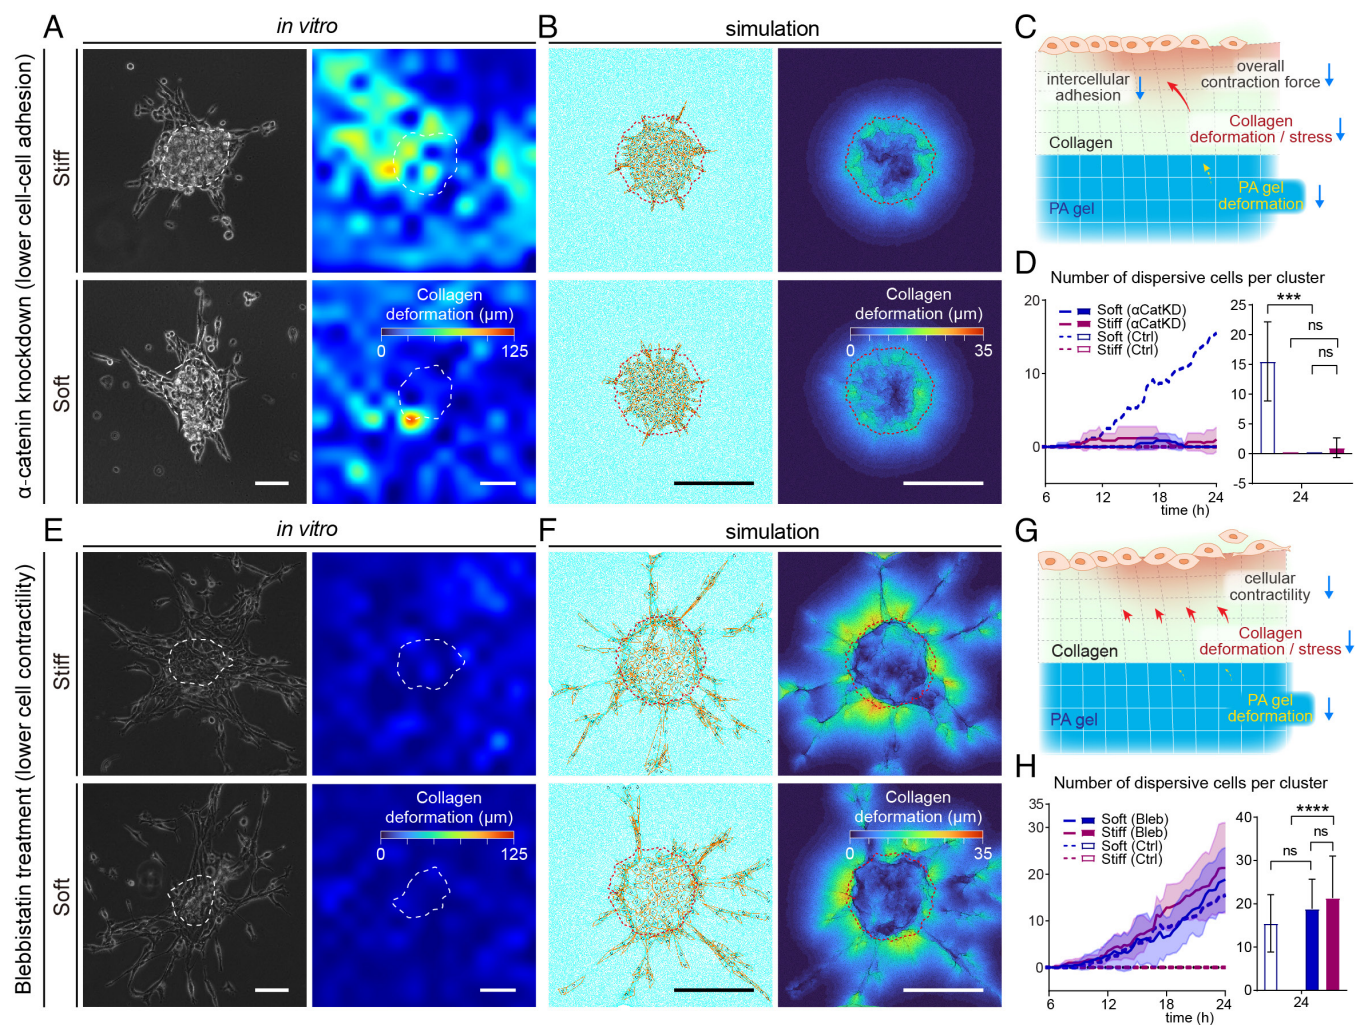 A
in vitro
B
simulation
C
α-catenin knockdown (lower cell-cell adhesion)
Stiff
Soft
Collagen
deformation (μm)
0
125
Collagen
deformation (μm)
0
35
intercellular
adhesion
overall
contraction force
Collagen
deformation / stress
Collagen
PA gel
deformation
PA gel
D
Number of dispersive cells per cluster
Soft (αCatKD)
Stiff (αCatKD)
Soft (Ctrl)
Stiff (Ctrl)
20
10
0
6
12
18
24
time (h)
25
20
15
10
5
0
-5
***
ns
ns
24
E
in vitro
F
simulation
G
Blebbistatin treatment (lower cell contractility)
Stiff
Soft
Collagen
deformation (μm)
0
125
Collagen
deformation (μm)
0
35
cellular
contractility
Collagen
deformation / stress
Collagen
PA gel
deformation
PA gel
H
Number of dispersive cells per cluster
Soft (Bleb)
Stiff (Bleb)
Soft (Ctrl)
Stiff (Ctrl)
35
30
20
10
0
6
12
18
24
time (h)
40
30
20
10
0
****
ns
ns
24